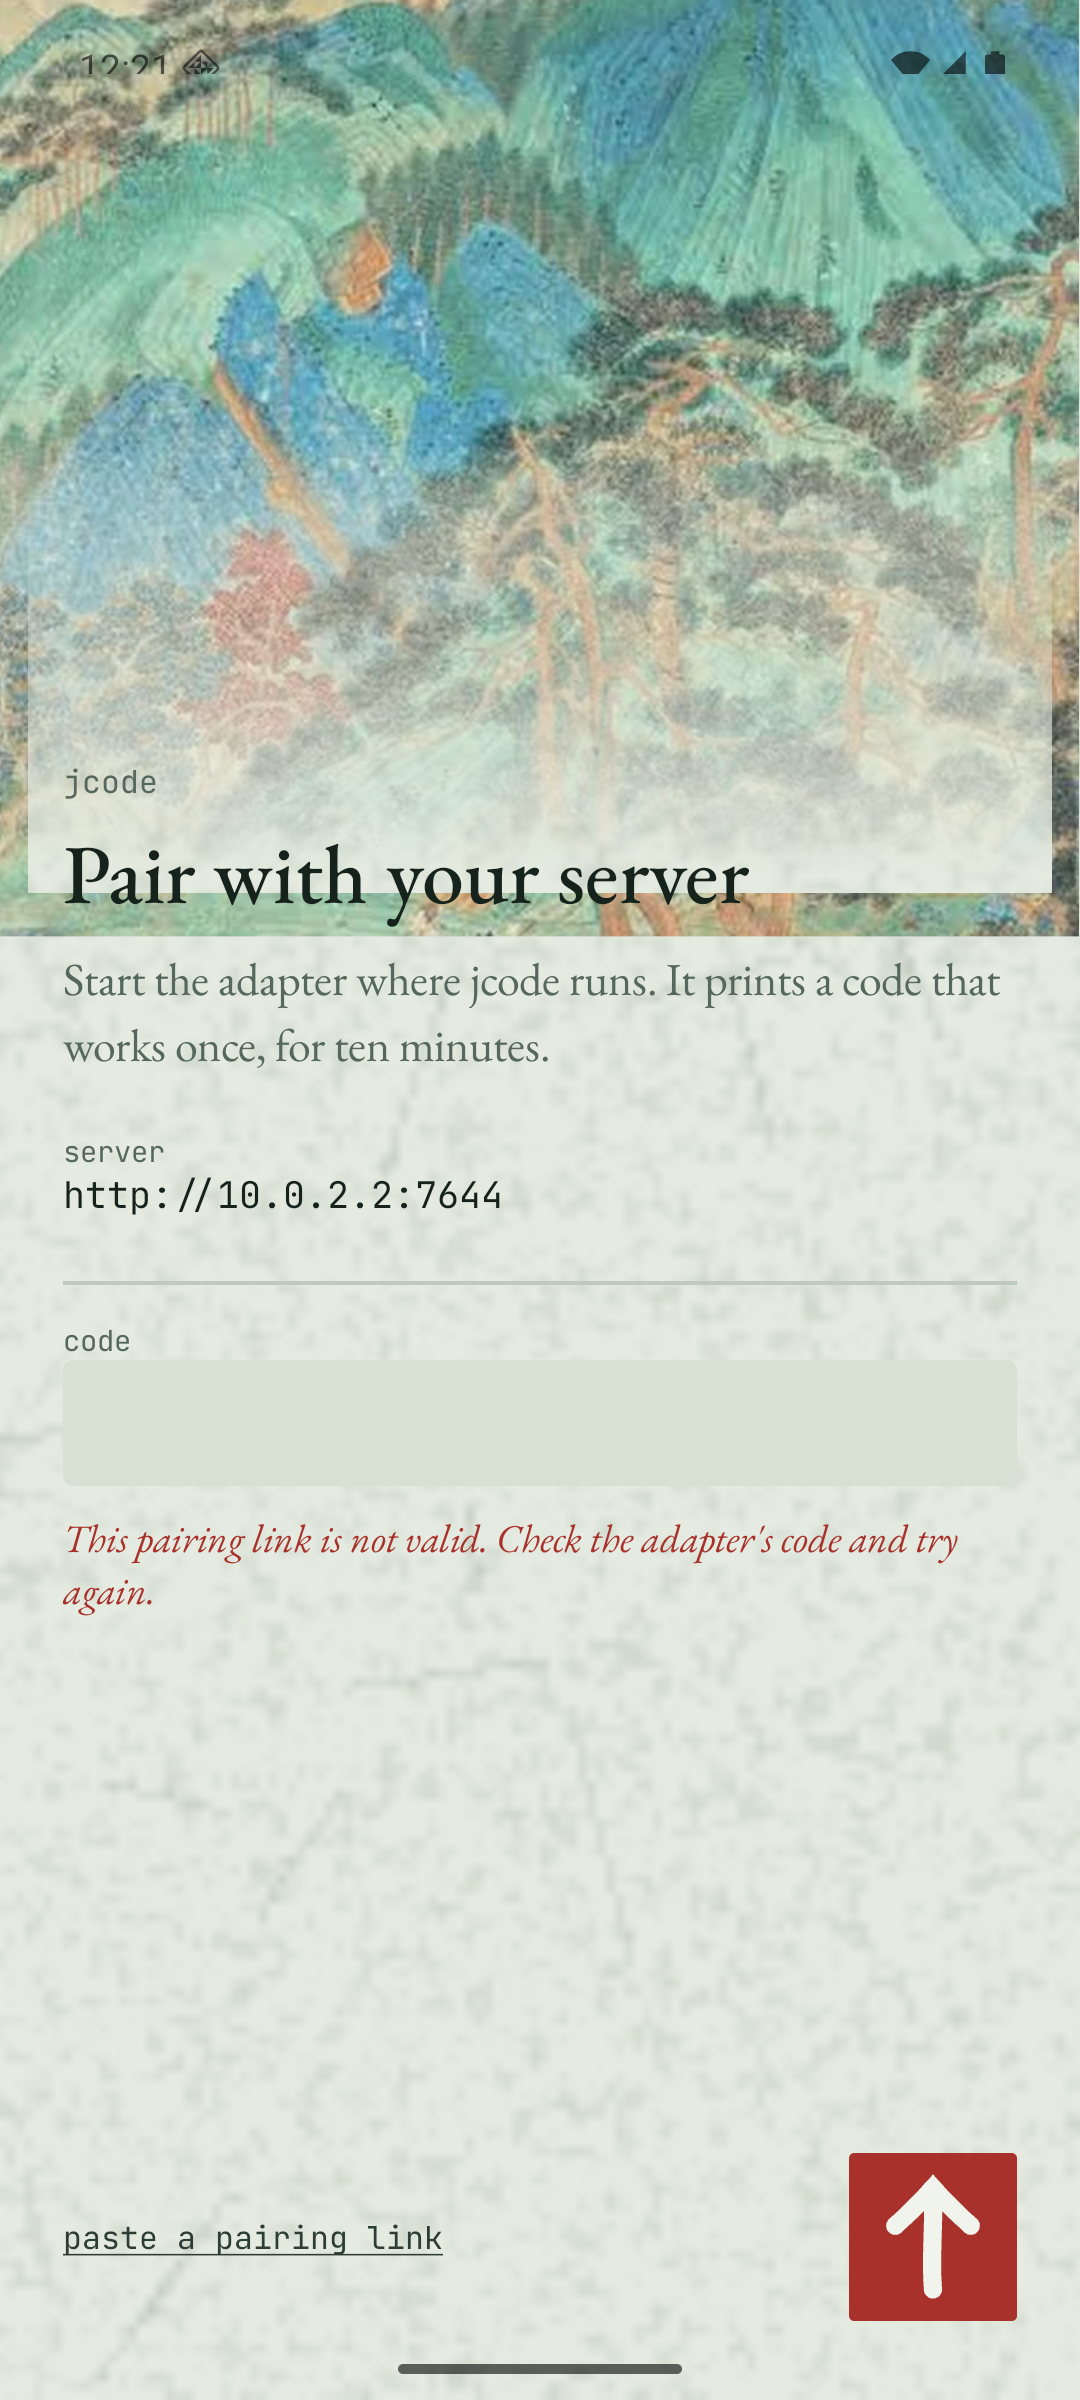 12:21
jcode
Pair with your server
Start the adapter where jcode runs. It prints a code that
works once, for ten minutes.
server
http://10.0.2.2:7644
code
This pairing link is not valid. Check the adapter's code and try
again.
paste a pairing link